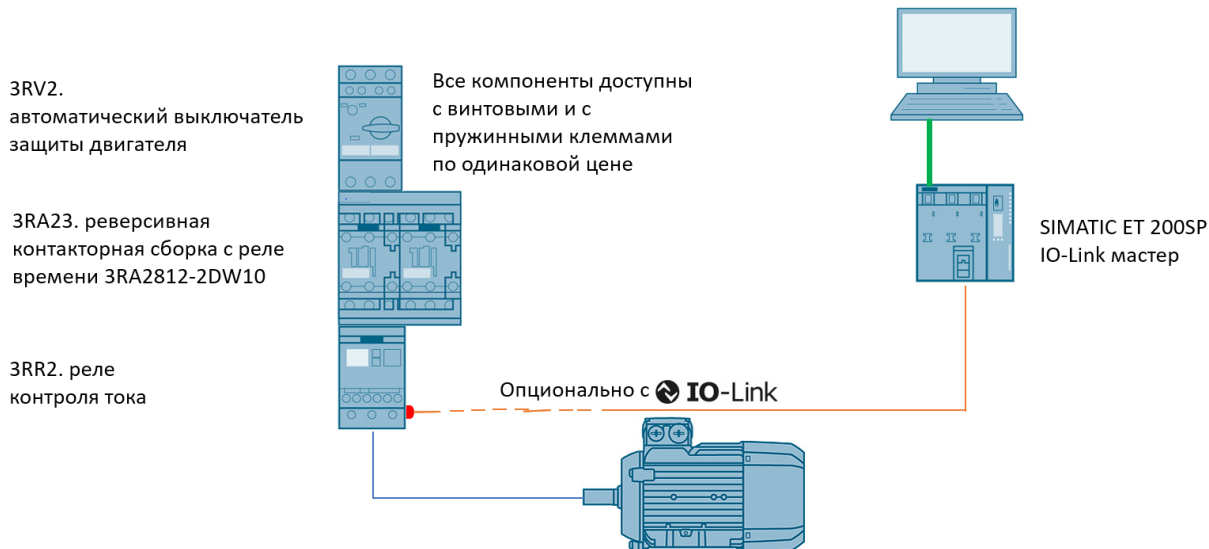 3RV2.
автоматический выключатель
защиты двигателя
Все компоненты доступны
с винтовыми и с
пружинными клеммами
по одинаковой цене
3RA23. реверсивная
контакторная сборка с реле
времени 3RA2812-2DW10
SIMATIC ET 200SP
IO-Link мастер
3RR2. реле
контроля тока
Опционально с IO-Link